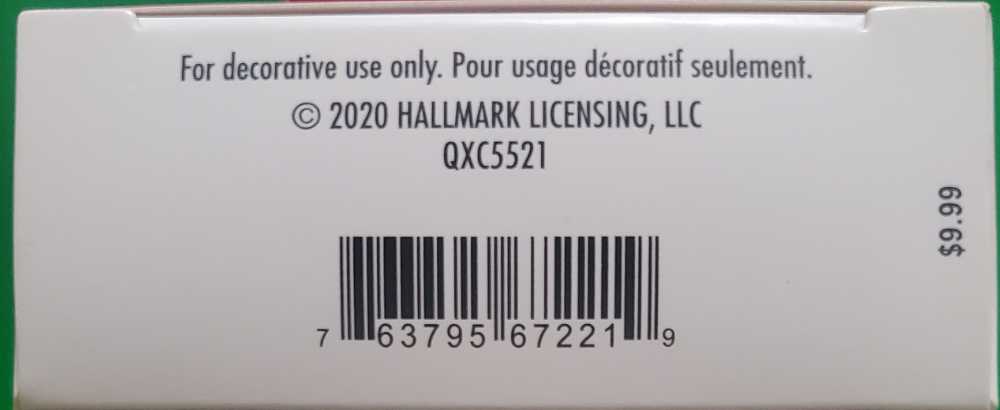 For decorative use only. Pour usage décoratif seulement.
© 2020 HALLMARK LICENSING, LLC
QXC5521
$9.99
7 63795 67221 9